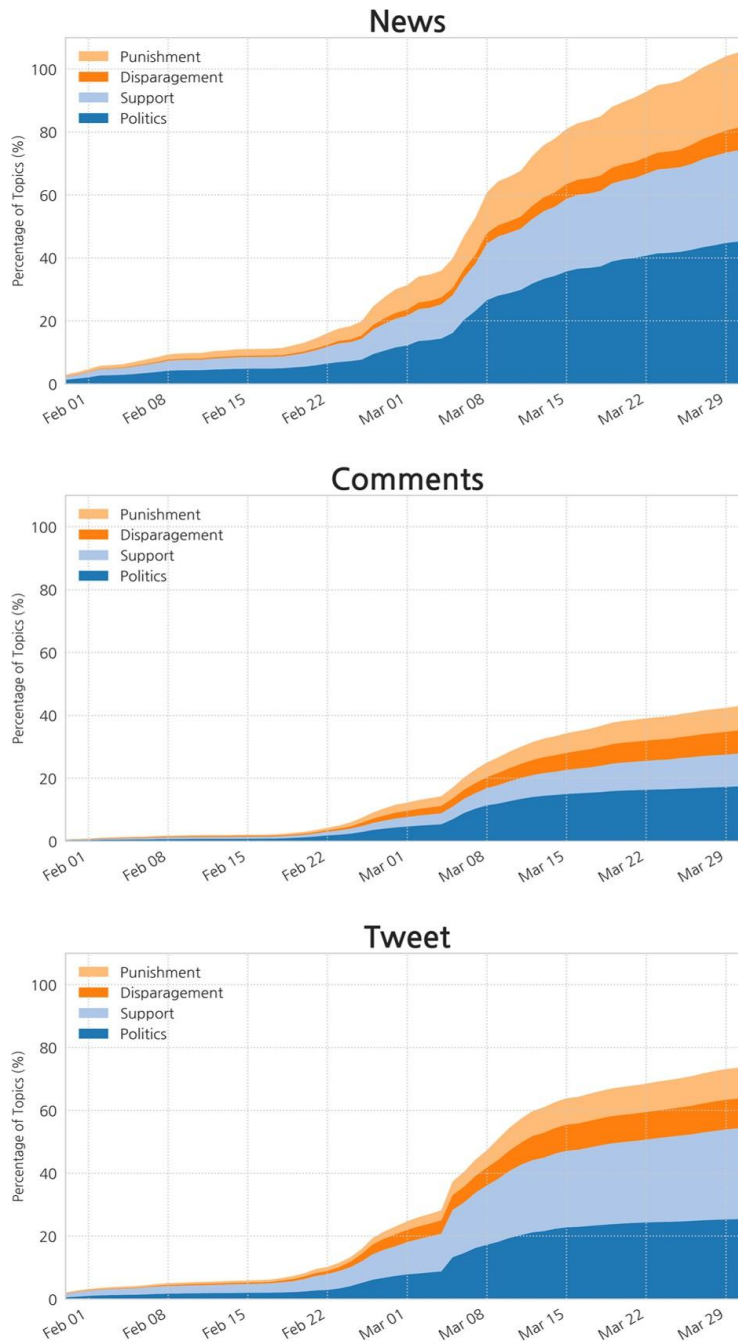 News
Percentage of Topics (%)
100
80
60
40
20
0
Punishment
Disparagement
Support
Politics
Feb 01 Feb 08 Feb 15 Feb 22 Mar 01 Mar 08 Mar 15 Mar 22 Mar 29
Comments
Percentage of Topics (%)
100
80
60
40
20
0
Punishment
Disparagement
Support
Politics
Feb 01 Feb 08 Feb 15 Feb 22 Mar 01 Mar 08 Mar 15 Mar 22 Mar 29
Tweet
Percentage of Topics (%)
100
80
60
40
20
0
Punishment
Disparagement
Support
Politics
Feb 01 Feb 08 Feb 15 Feb 22 Mar 01 Mar 08 Mar 15 Mar 22 Mar 29